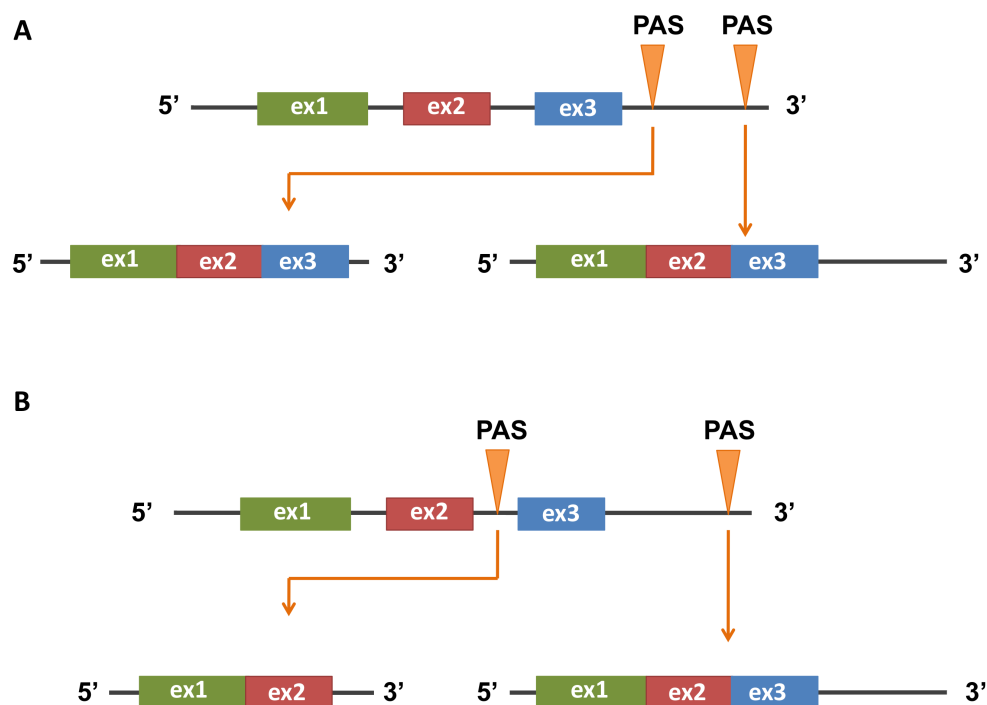 A
PAS PAS
5’ ex1 ex2 ex3 3’
5’ ex1 ex2 ex3 3’ 5’ ex1 ex2 ex3 3’
B
PAS PAS
5’ ex1 ex2 ex3 3’
5’ ex1 ex2 3’ 5’ ex1 ex2 ex3 3’